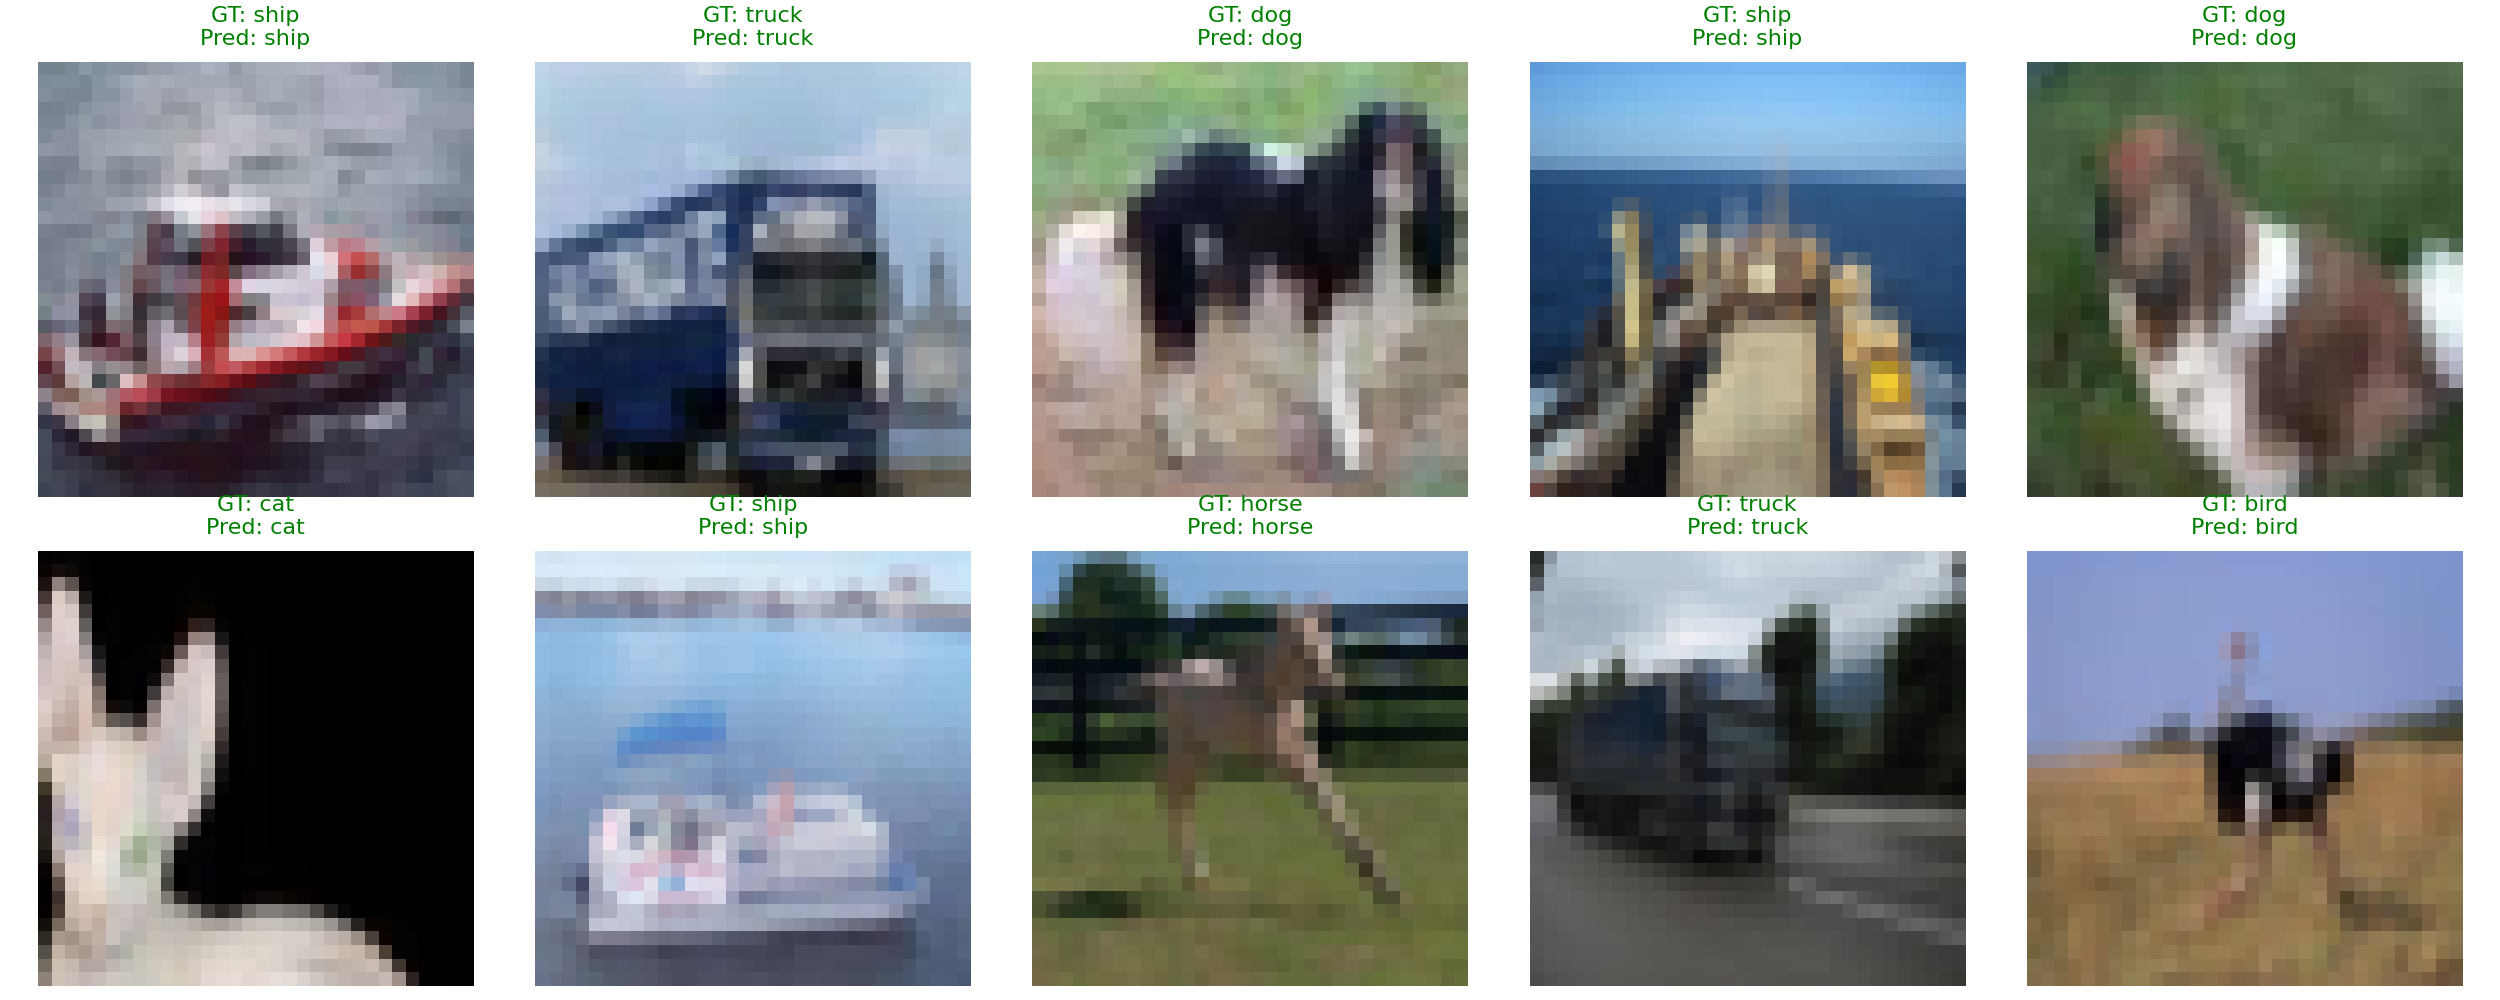 GT: ship
Pred: ship
GT: truck
Pred: truck
GT: dog
Pred: dog
GT: ship
Pred: ship
GT: dog
Pred: dog
GT: cat
Pred: cat
GT: ship
Pred: ship
GT: horse
Pred: horse
GT: truck
Pred: truck
GT: bird
Pred: bird